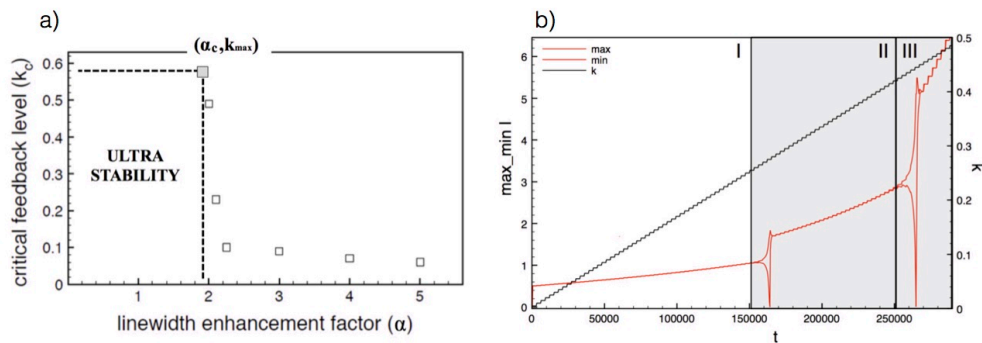 a)
(αc,kmax)
critical feedback level (kc)
0.6
0.5
0.4
0.3
0.2
0.1
0
ULTRA
STABILITY
1
2
3
4
5
linewidth enhancement factor (α)
b)
max_min I
6
5
4
3
2
1
0
max
min
k
I
II
III
0.5
0.4
0.3
0.2
0.1
0
K
0
50000
100000
150000
200000
250000
t